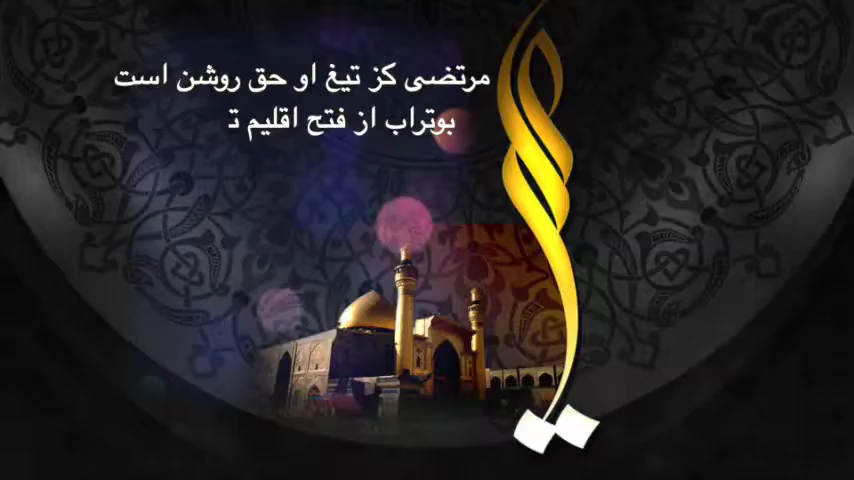 مرتضی کز تیغ او حق روشن است
بوتراب از فتح اقلیم ت